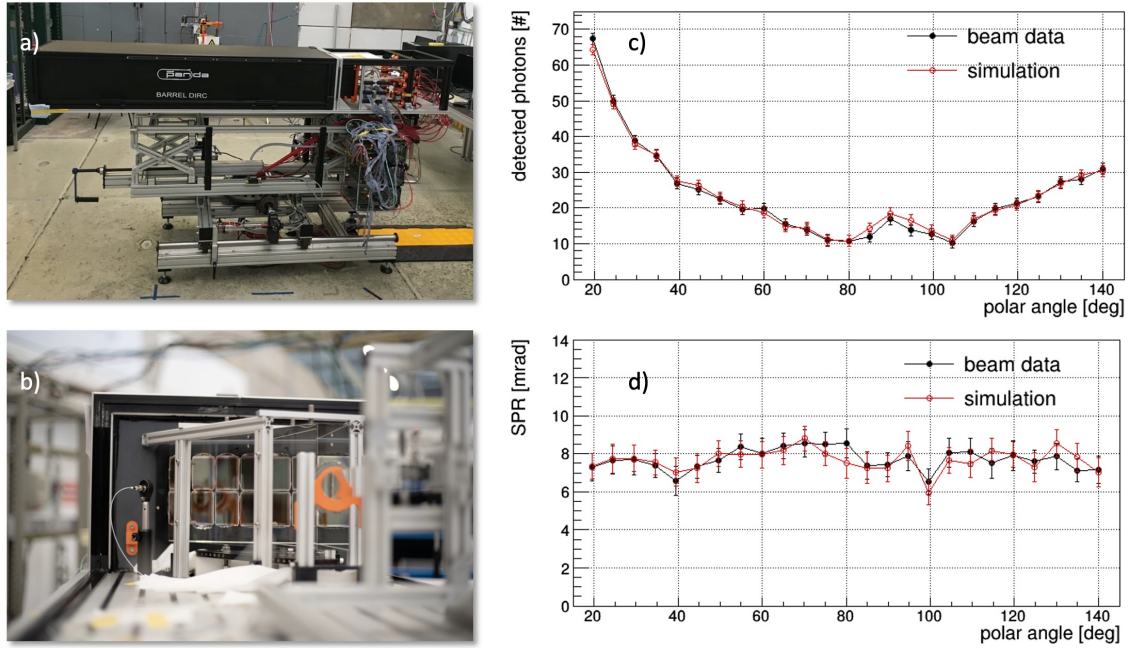 a)
panda
BARREL DIRC
b)
c)
detected photons [#]
70
60
50
40
30
20
10
0
beam data
simulation
20 40 60 80 100 120 140
polar angle [deg]
d)
SPR [mrad]
14
12
10
8
6
4
2
0
beam data
simulation
20 40 60 80 100 120 140
polar angle [deg]